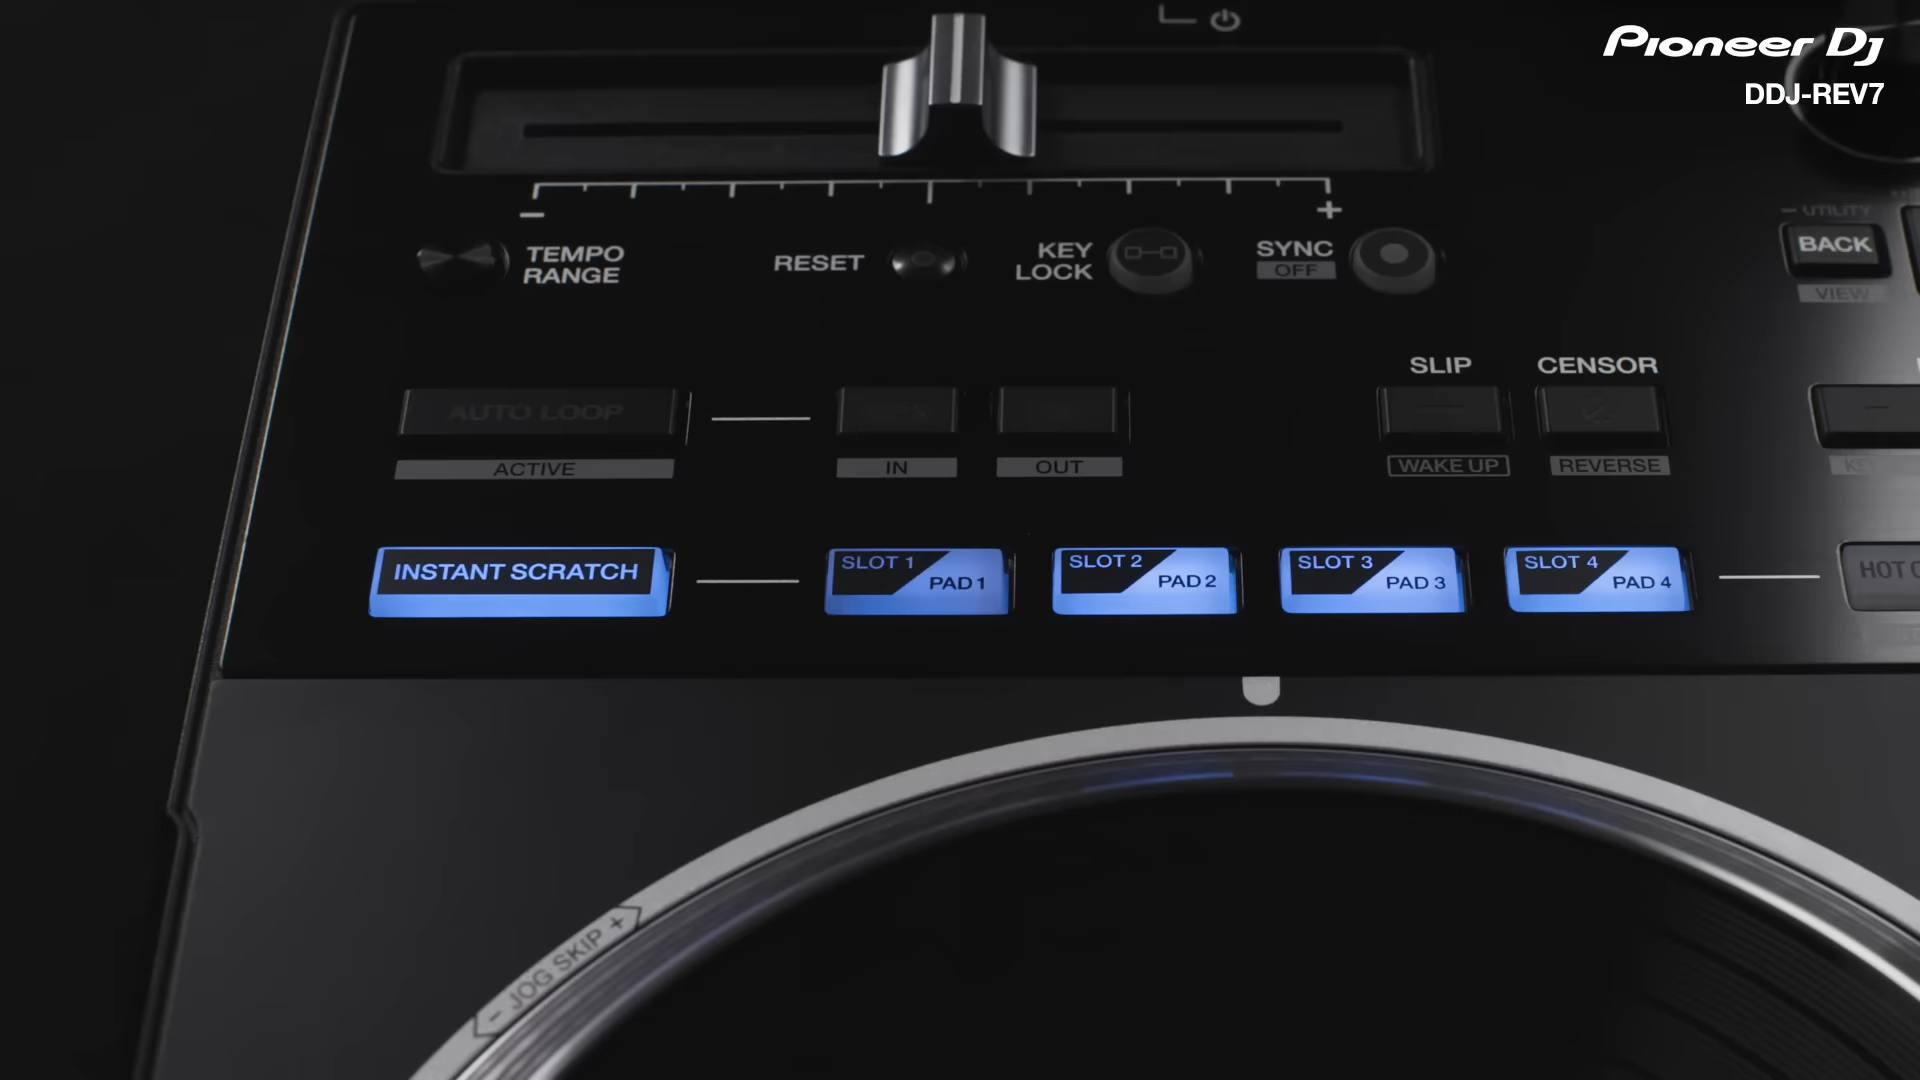 Pioneer Dj
DDJ-REV7
−
+
TEMPO
RANGE
RESET
KEY
LOCK
SYNC
OFF
UTILITY
BACK
VIEW
SLIP
CENSOR
AUTO LOOP
ACTIVE
IN
OUT
WAKE UP
REVERSE
INSTANT SCRATCH
SLOT 1
PAD 1
SLOT 2
PAD 2
SLOT 3
PAD 3
SLOT 4
PAD 4
HOT
− JOG SKIP +